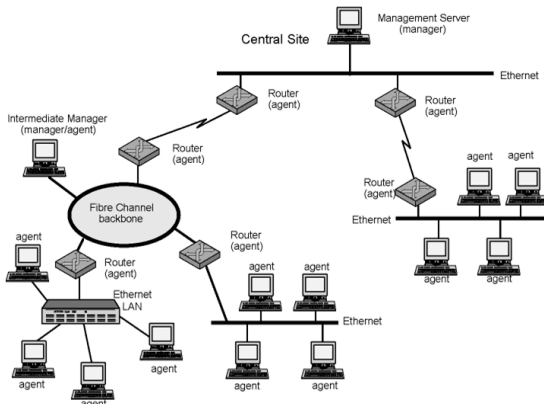 Management Server
(manager)
Central Site
Ethernet
Router
(agent)
Router
(agent)
Intermediate Manager
(manager/agent)
Router
(agent)
agent
agent
Router
(agent)
Fibre Channel
backbone
Ethernet
agent
agent
agent
Router
(agent)
Router
(agent)
agent
agent
Ethernet
LAN
Ethernet
agent
agent
agent
agent
agent
agent